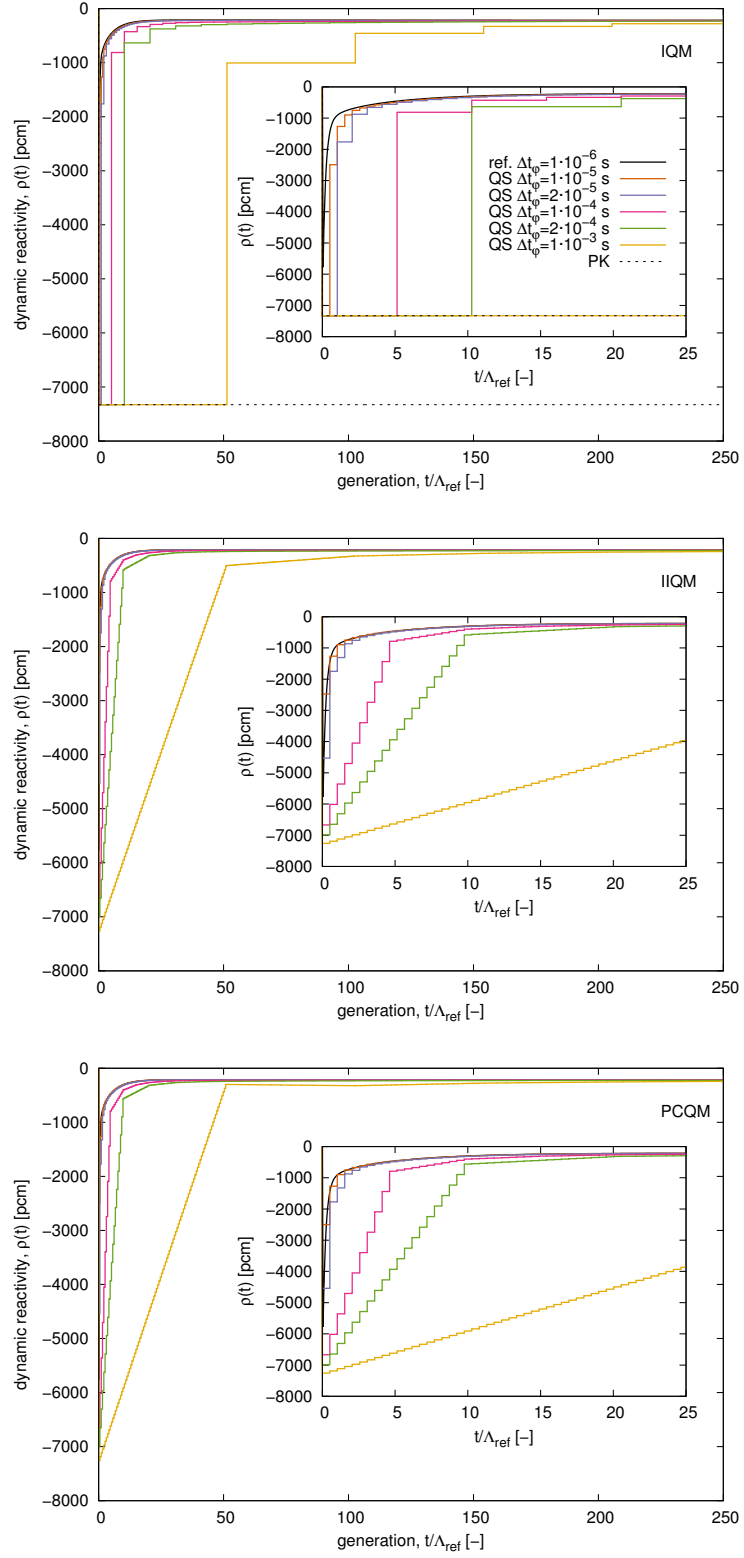 IQM
dynamic reactivity, ρ(t) [pcm]
0
−1000
−2000
−3000
−4000
−5000
−6000
−7000
−8000
0 50 100 150 200 250
generation, t/Λref [−]
ρ(t) [pcm]
0
−1000
−2000
−3000
−4000
−5000
−6000
−7000
−8000
0 5 10 15 20 25
t/Λref [−]
ref. Δtφ=1·10−6 s
QS Δtφ=1·10−5 s
QS Δtφ=2·10−5 s
QS Δtφ=1·10−4 s
QS Δtφ=2·10−4 s
QS Δtφ=1·10−3 s
PK
IIQM
dynamic reactivity, ρ(t) [pcm]
0
−1000
−2000
−3000
−4000
−5000
−6000
−7000
−8000
0 50 100 150 200 250
generation, t/Λref [−]
ρ(t) [pcm]
0
−1000
−2000
−3000
−4000
−5000
−6000
−7000
−8000
0 5 10 15 20 25
t/Λref [−]
PCQM
dynamic reactivity, ρ(t) [pcm]
0
−1000
−2000
−3000
−4000
−5000
−6000
−7000
−8000
0 50 100 150 200 250
generation, t/Λref [−]
ρ(t) [pcm]
0
−1000
−2000
−3000
−4000
−5000
−6000
−7000
−8000
0 5 10 15 20 25
t/Λref [−]